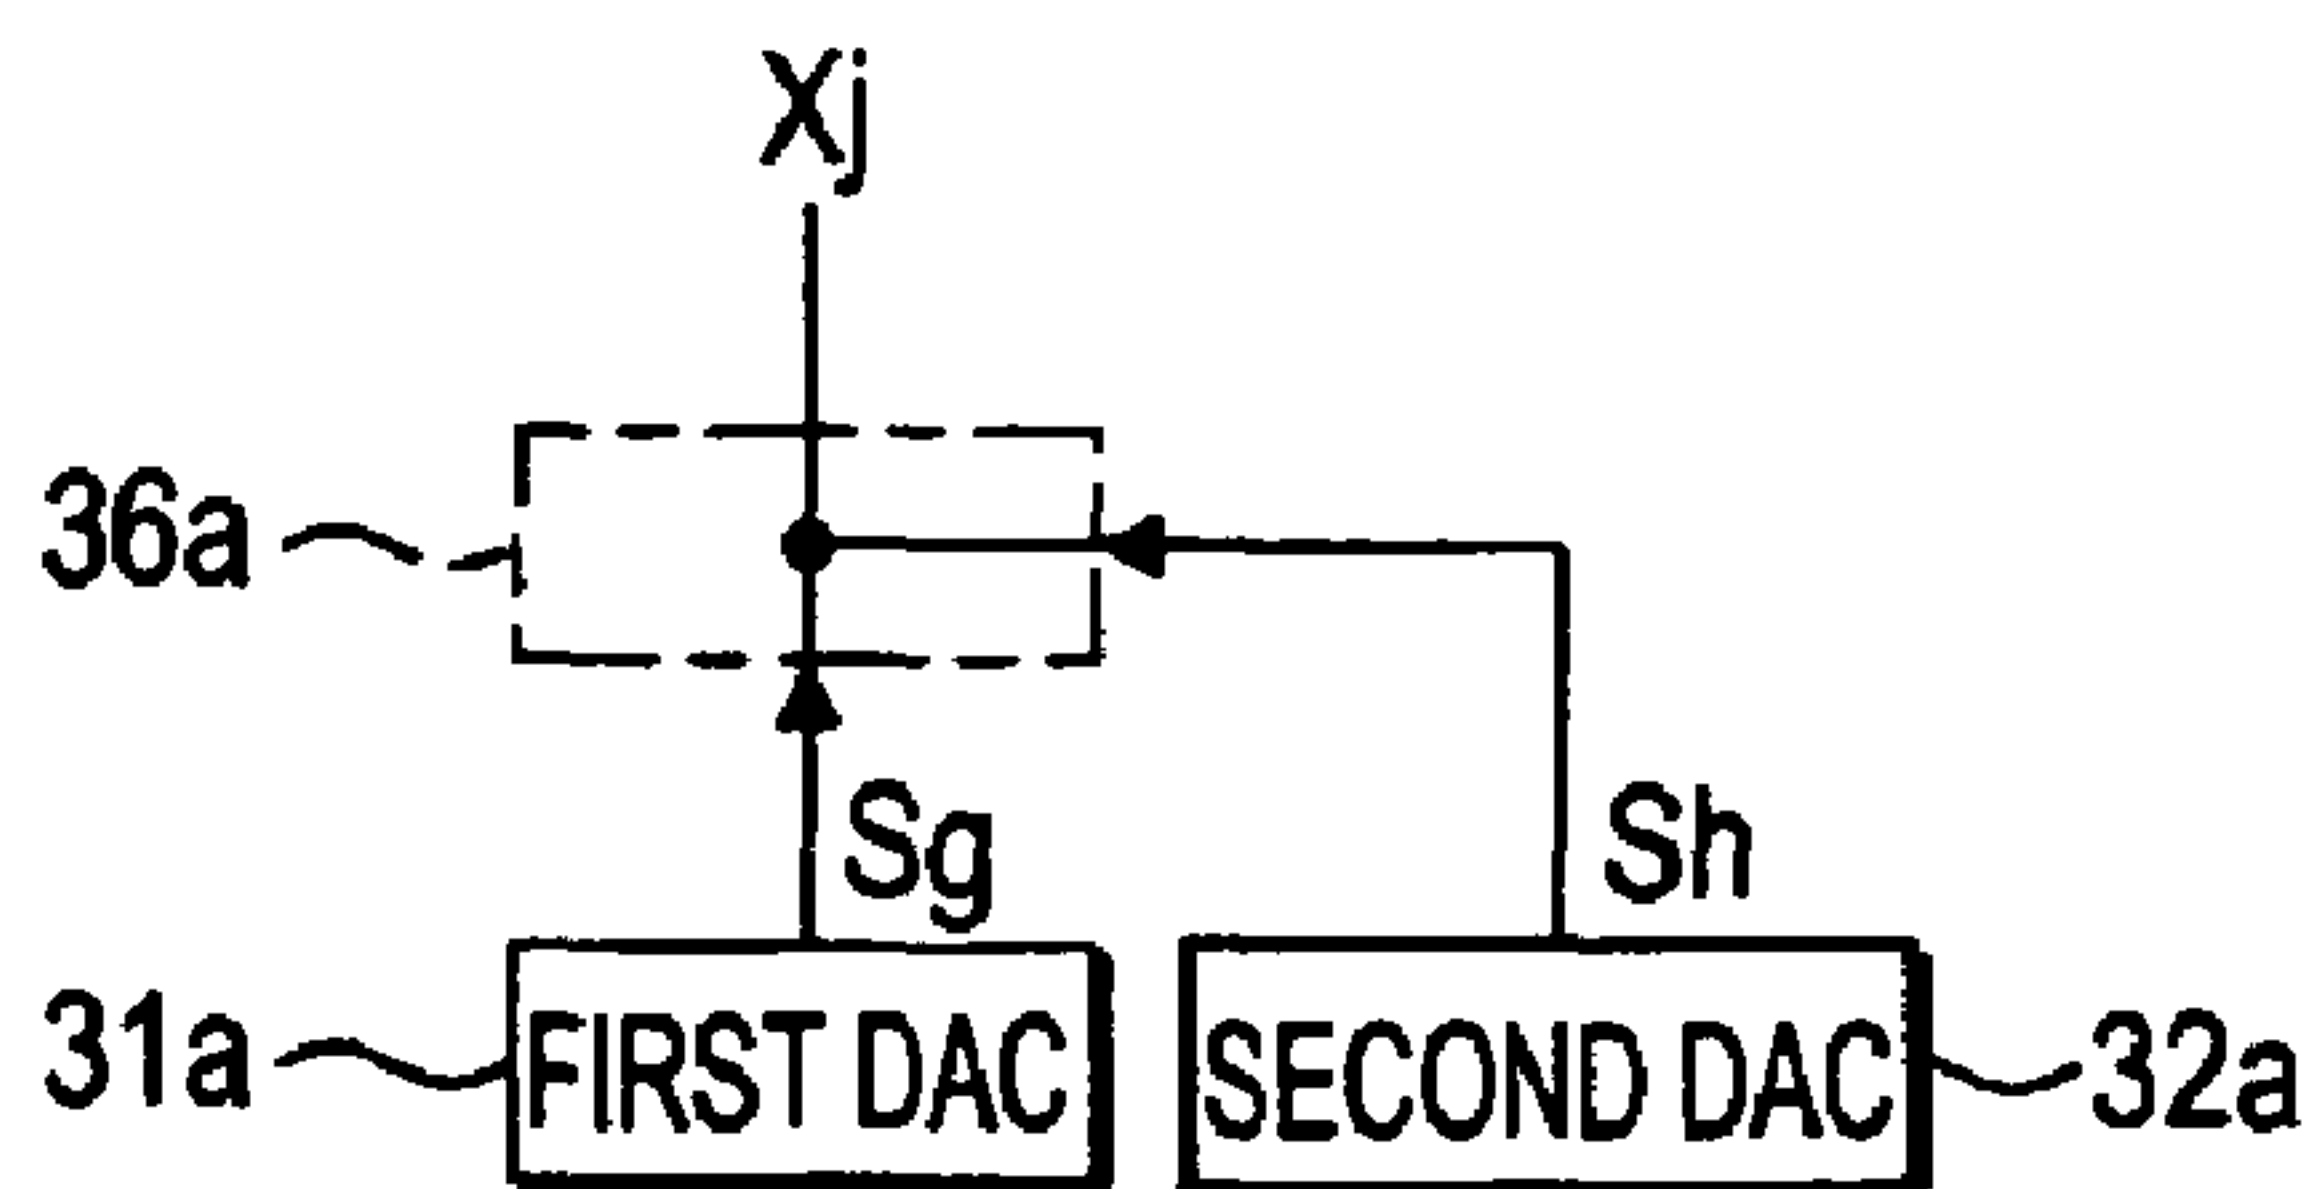 Xj
36a
Sg
Sh
31a
FIRST DAC
SECOND DAC
32a